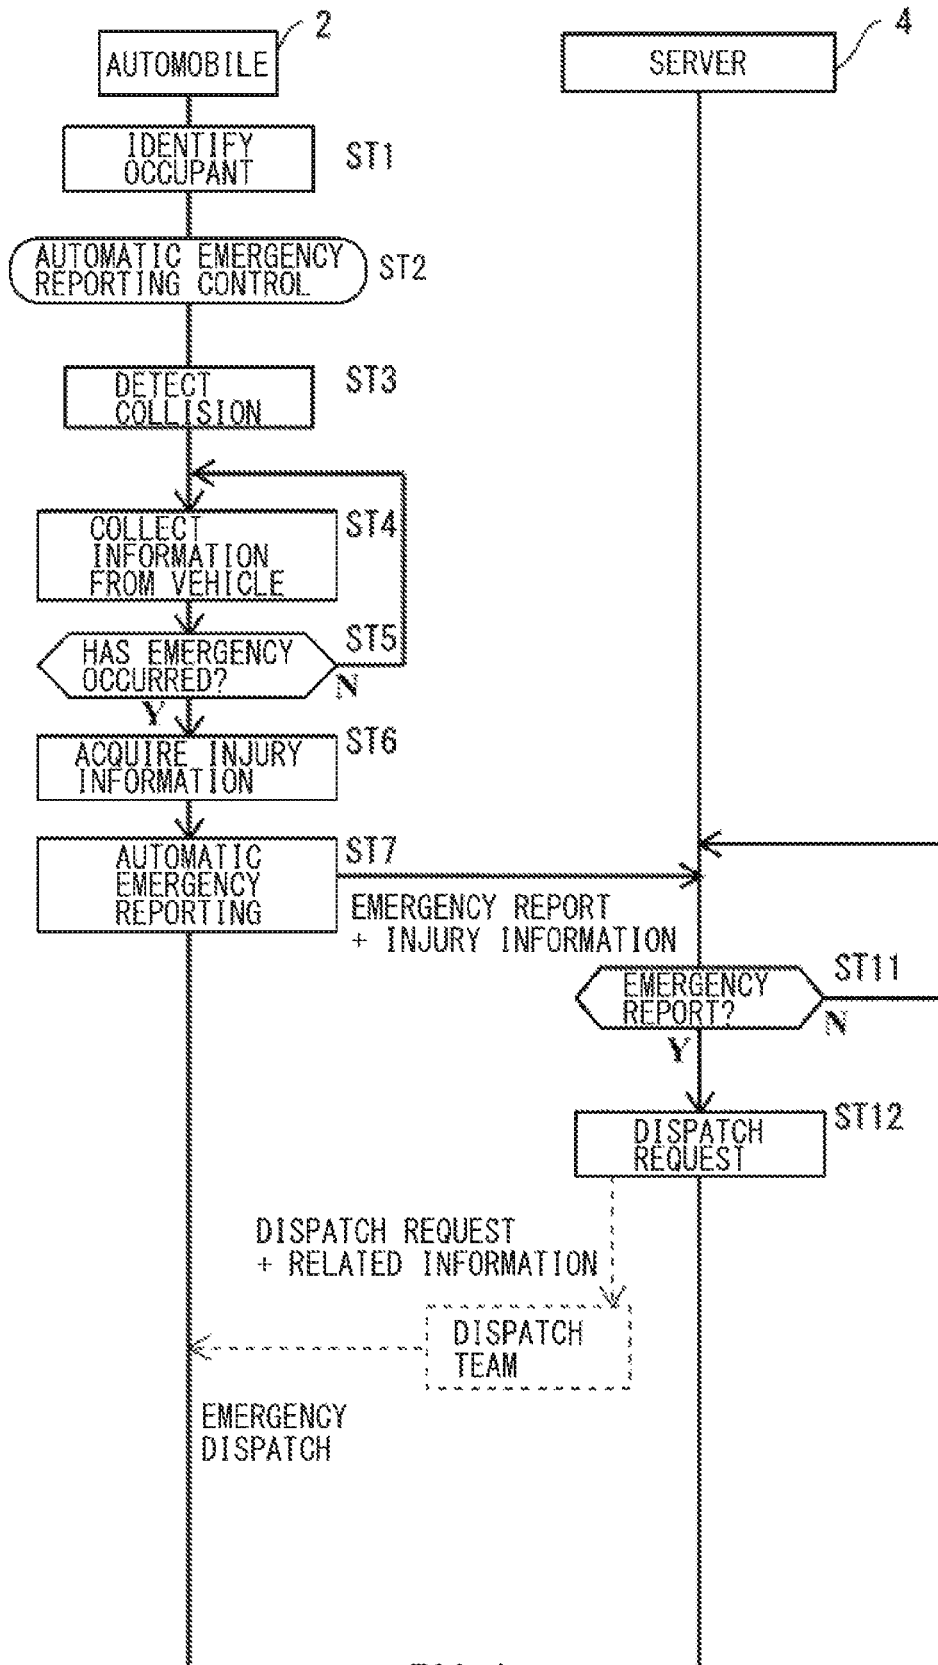 2
4
AUTOMOBILE
SERVER
IDENTIFY
OCCUPANT
ST1
AUTOMATIC EMERGENCY
REPORTING CONTROL
ST2
DETECT
COLLISION
ST3
COLLECT
INFORMATION
FROM VEHICLE
ST4
HAS EMERGENCY
OCCURRED?
ST5
N
Y
ACQUIRE INJURY
INFORMATION
ST6
AUTOMATIC
EMERGENCY
REPORTING
ST7
EMERGENCY REPORT
+ INJURY INFORMATION
EMERGENCY
REPORT?
ST11
N
Y
DISPATCH
REQUEST
ST12
DISPATCH REQUEST
+ RELATED INFORMATION
DISPATCH
TEAM
EMERGENCY
DISPATCH